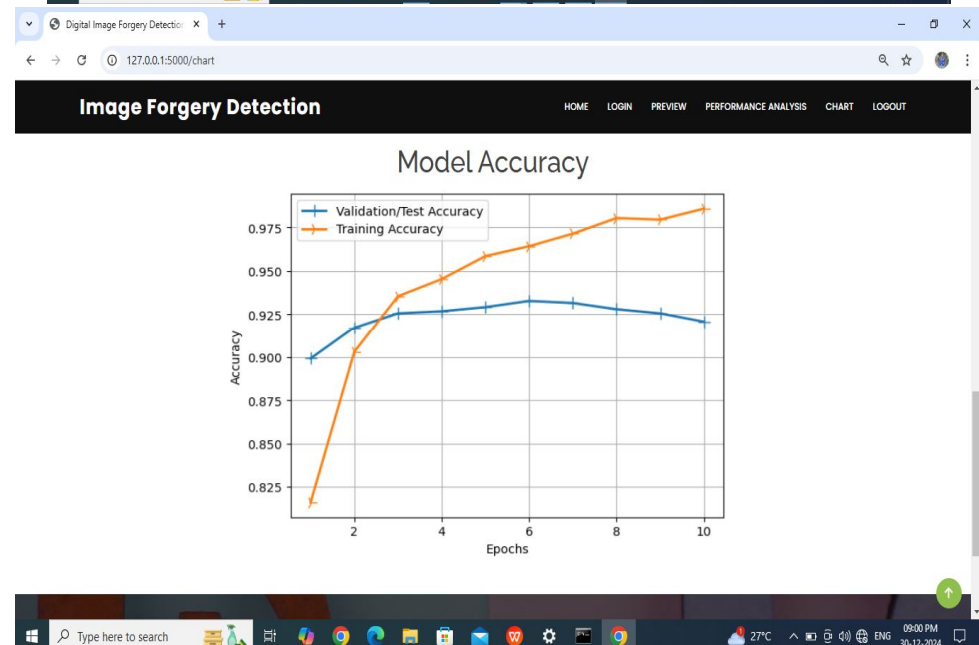 Digital Image Forgery Detection
127.0.0.1:5000/chart
Image Forgery Detection
HOME LOGIN PREVIEW PERFORMANCE ANALYSIS CHART LOGOUT
Model Accuracy
Validation/Test Accuracy
Training Accuracy
0.975
0.950
0.925
0.900
0.875
0.850
0.825
Accuracy
2 4 6 8 10
Epochs
Type here to search
27°C ENG 09:00 PM
30-12-2024